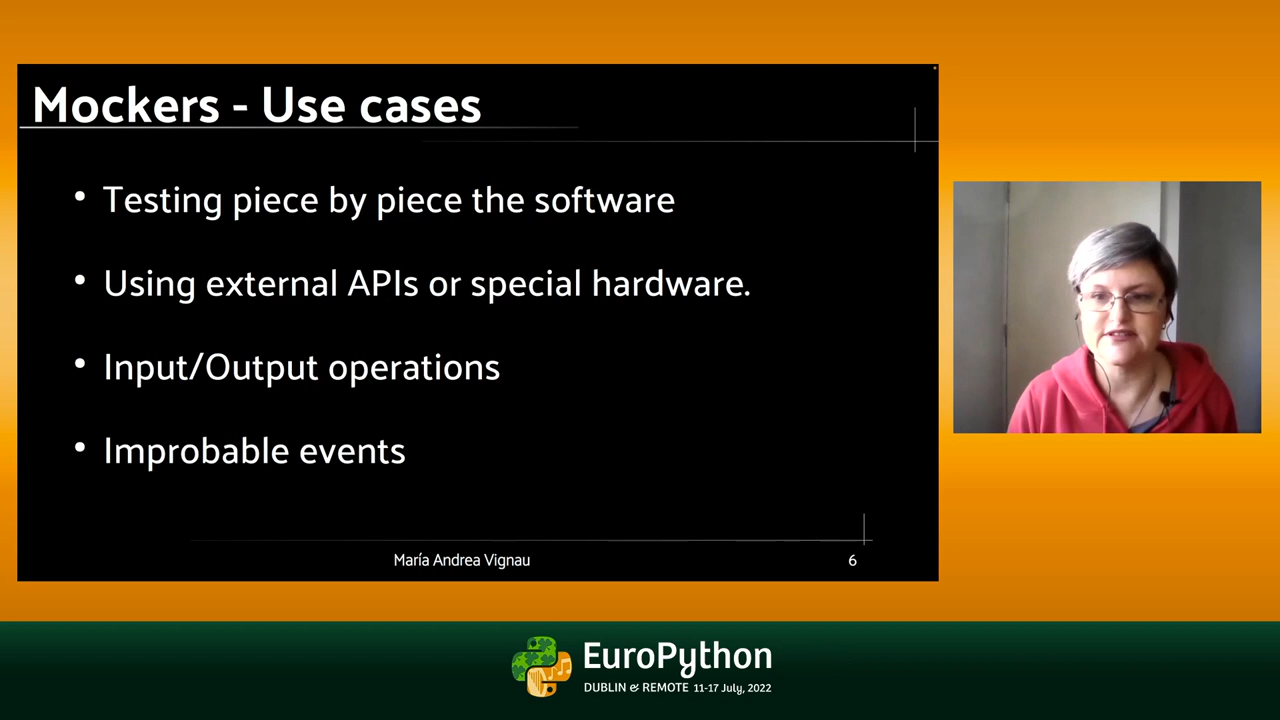 Mockers - Use cases
• Testing piece by piece the software
• Using external APIs or special hardware.
• Input/Output operations
• Improbable events
María Andrea Vignau
6
EuroPython
DUBLIN & REMOTE 11-17 July, 2022